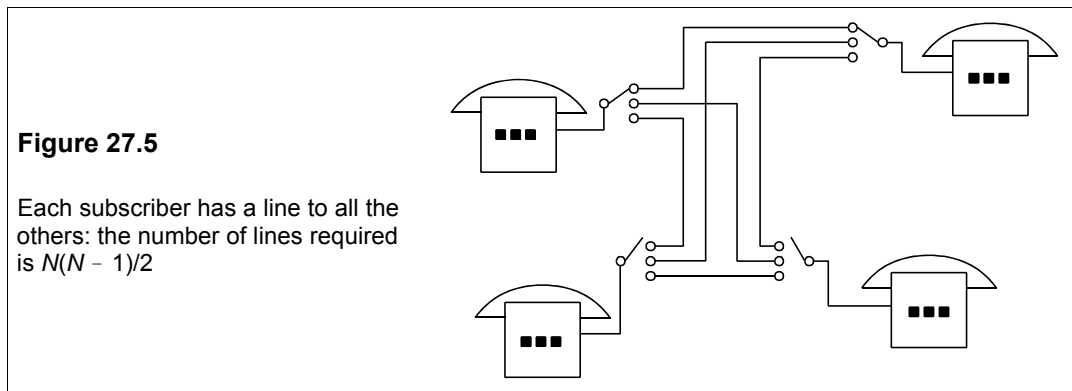 Figure 27.5
Each subscriber has a line to all the
others: the number of lines required
is N(N − 1)/2